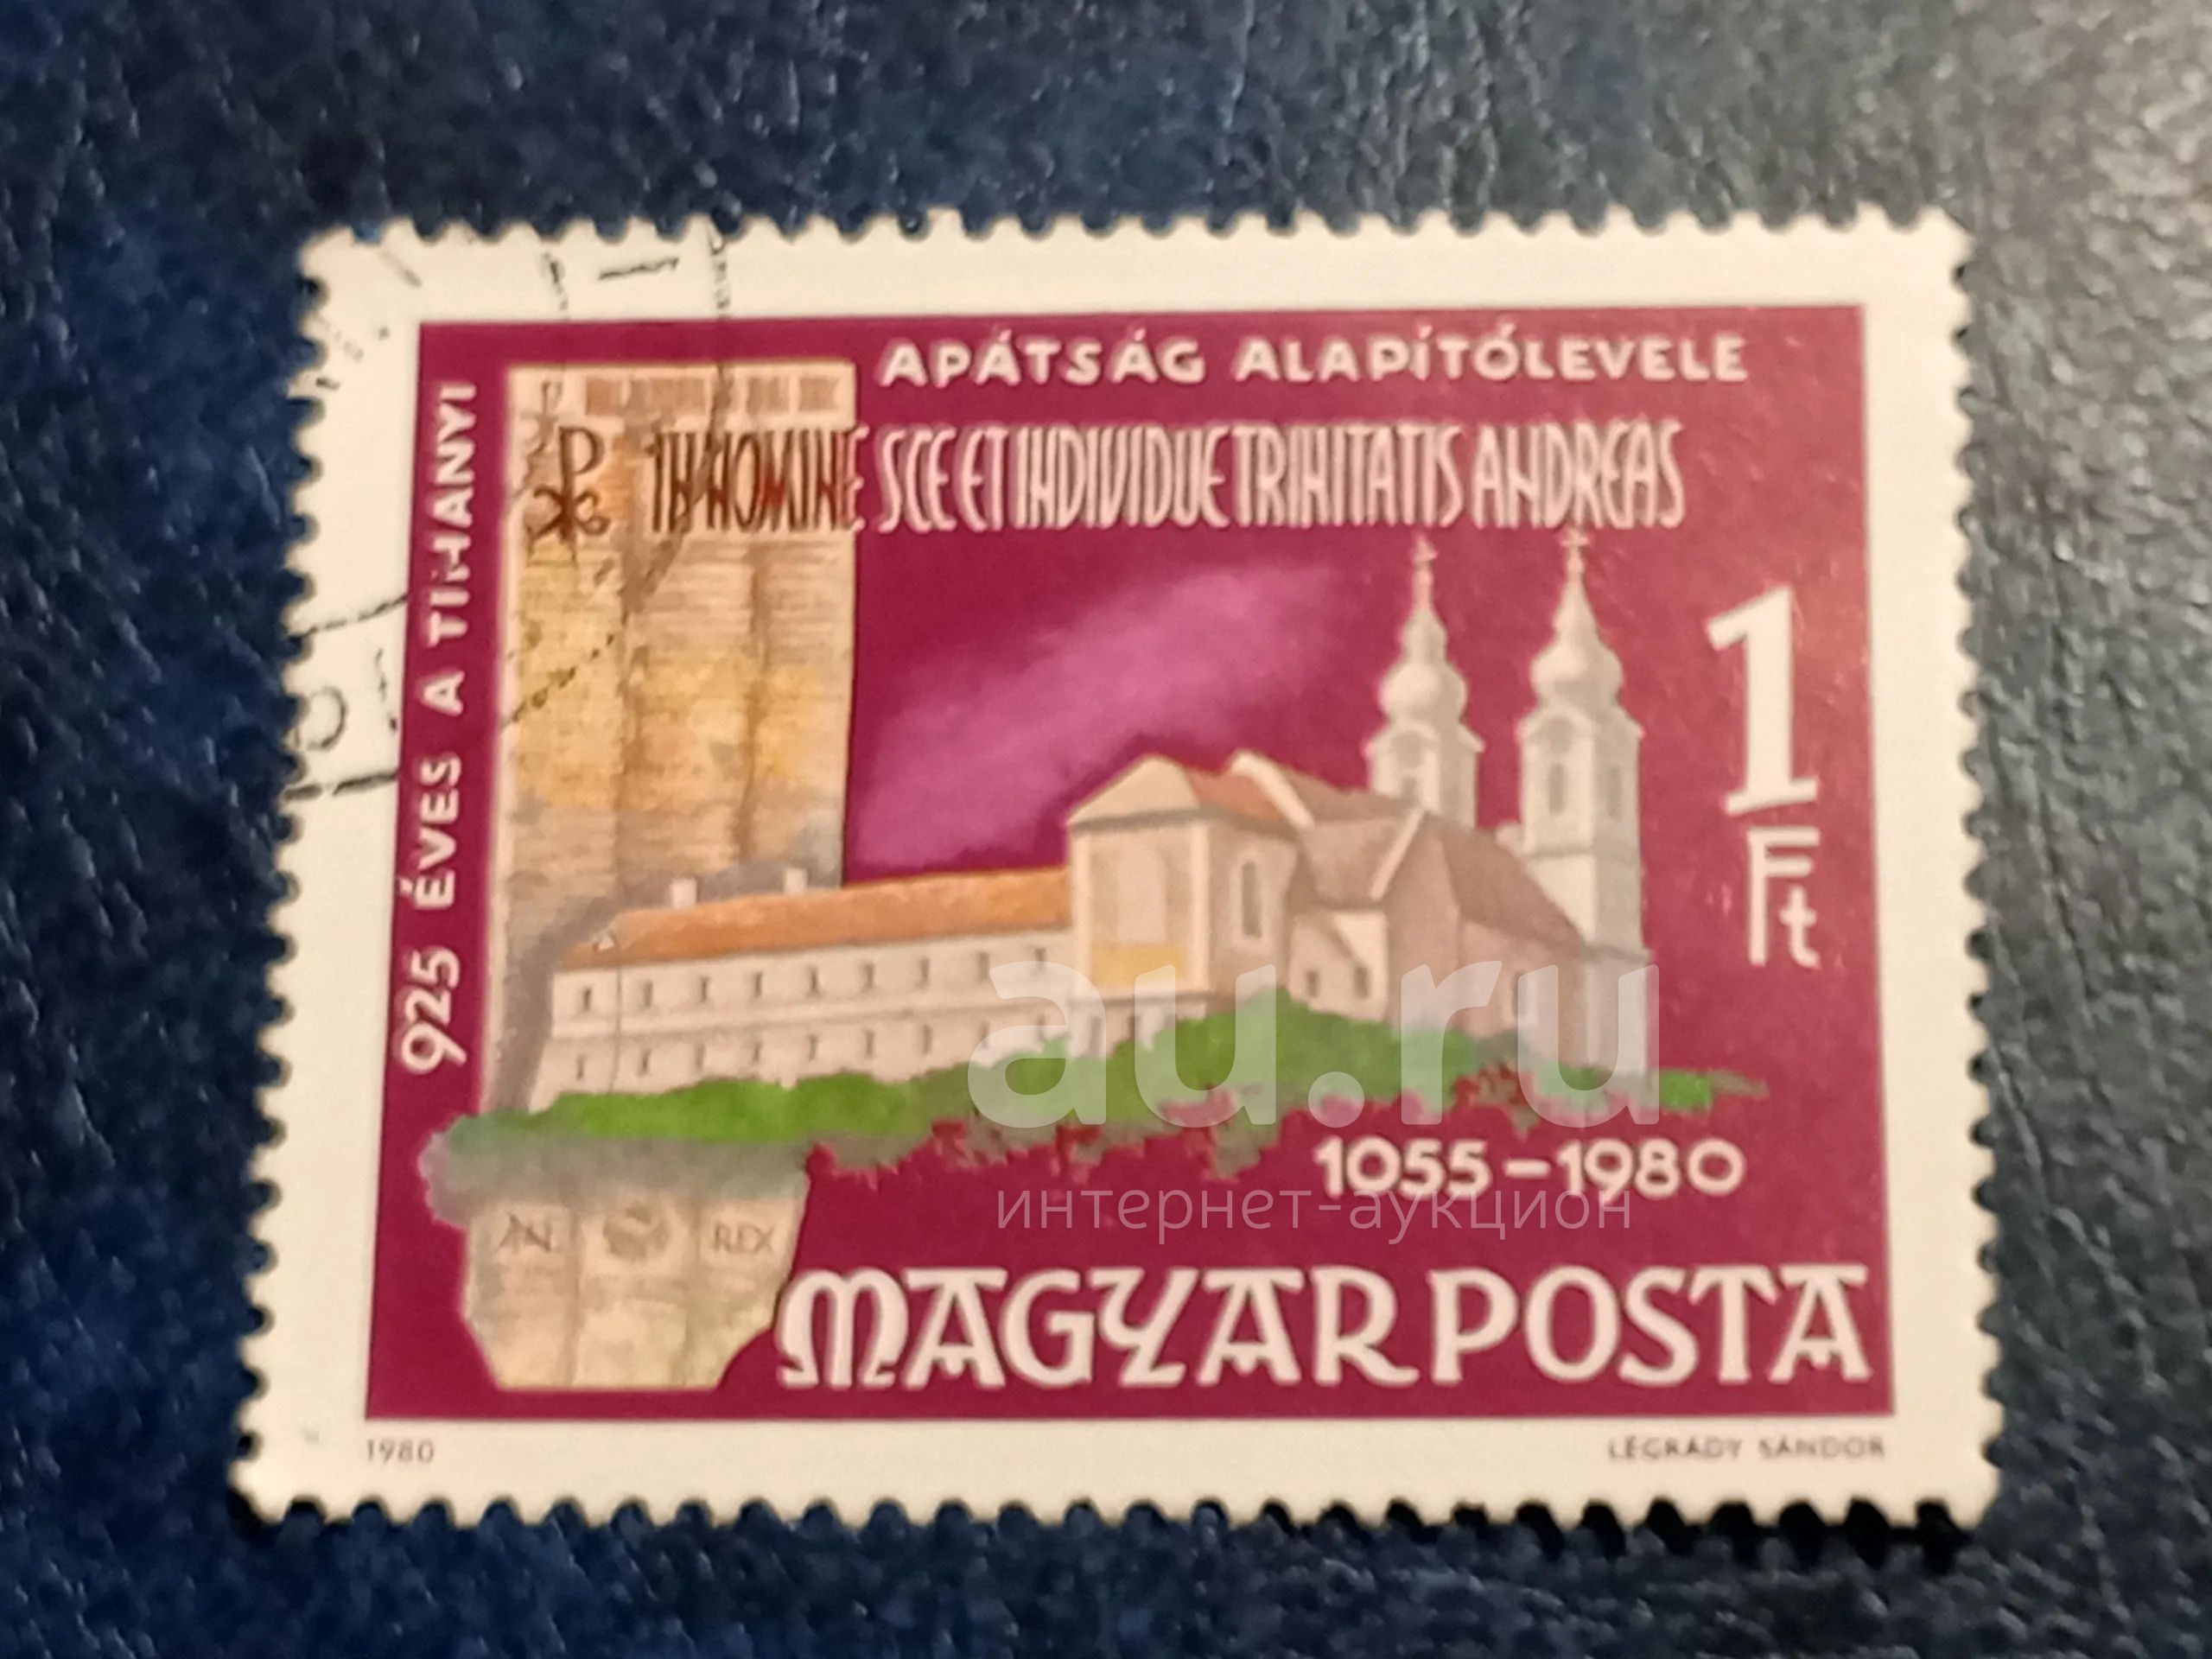 925 ÉVES A TIHANYI
APÁTSÁG ALAPÍTÓLEVELE
IN NOMINE SCE ET INDIVIDUE TRINITATIS ANDREAS
1
Ft
au.ru
1055-1980
интернет-аукцион
AN REX
MAGYAR POSTA
1980 LÉGRÁDY SÁNDOR